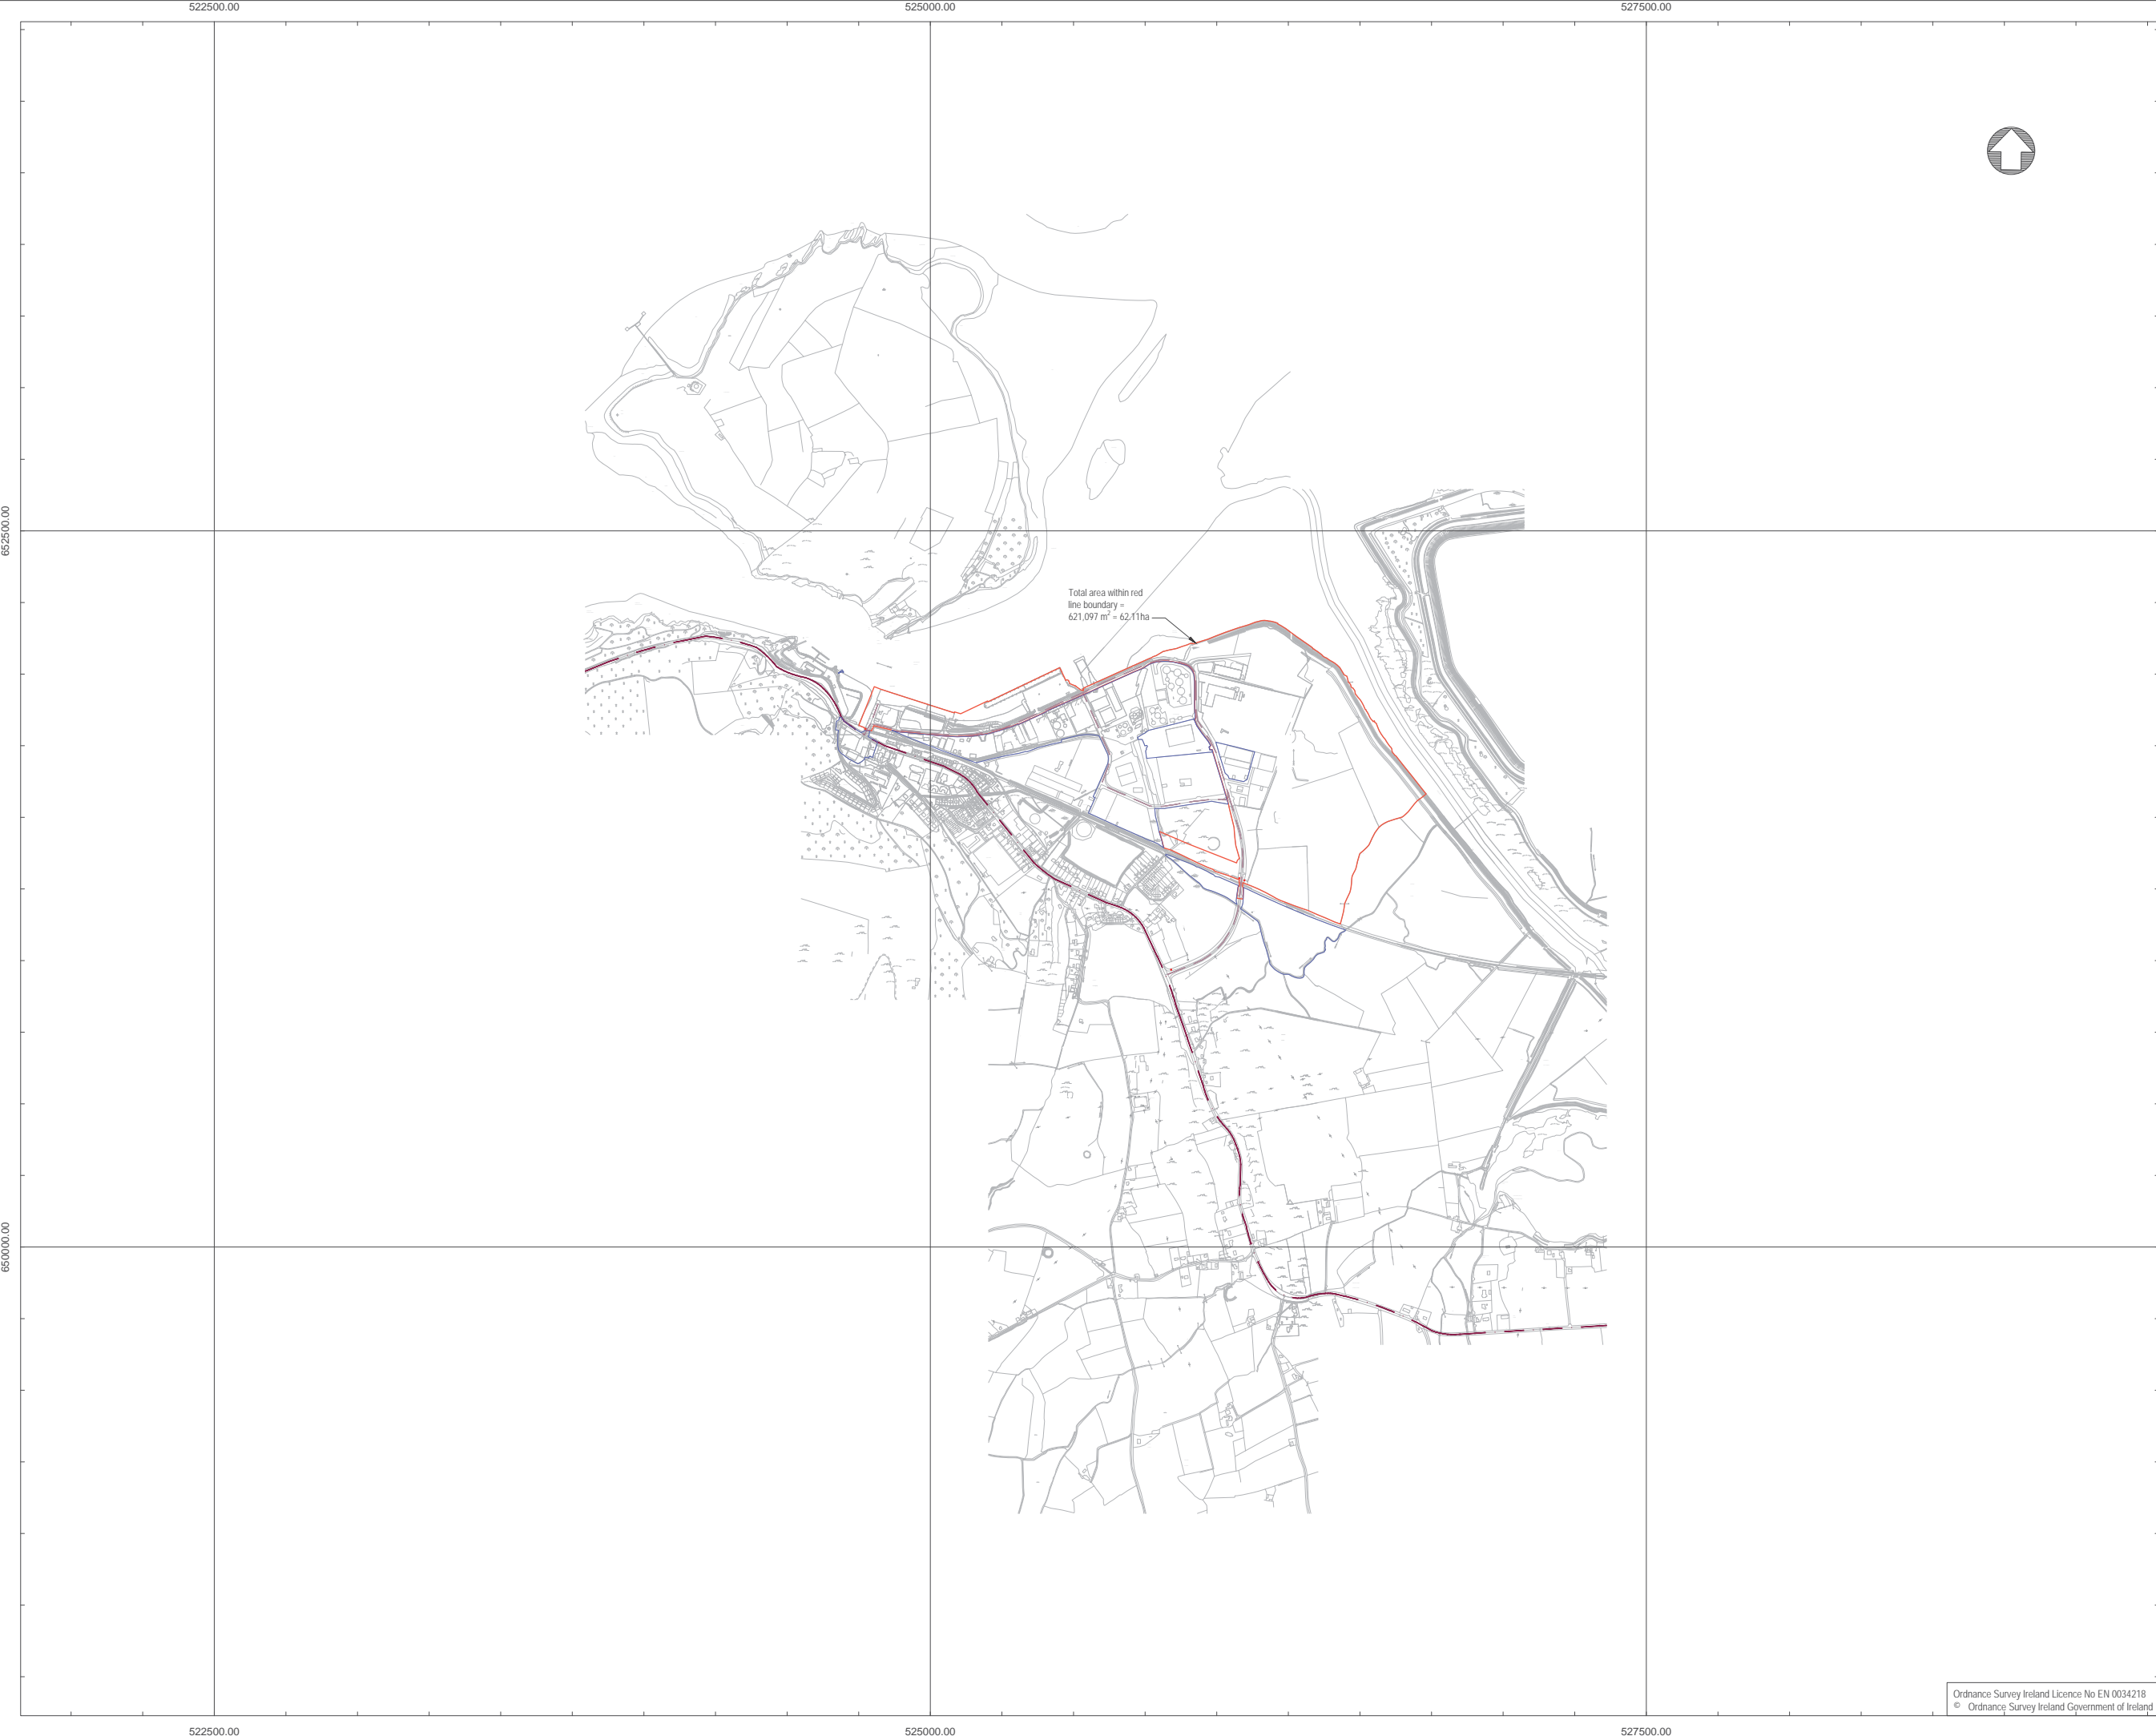 522500.00
525000.00
527500.00
652500.00
Total area within red
line boundary =
621,097 m² = 62.11ha
650000.00
Ordnance Survey Ireland Licence No EN 0034218
© Ordnance Survey Ireland Government of Ireland
522500.00
525000.00
527500.00